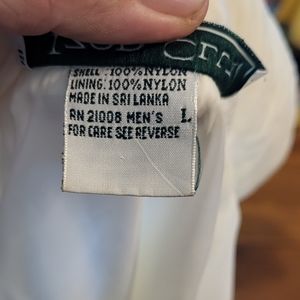 SHELL: 100% NYLON
LINING: 100% NYLON
MADE IN SRI LANKA
RN 21008 MEN'S L
FOR CARE SEE REVERSE